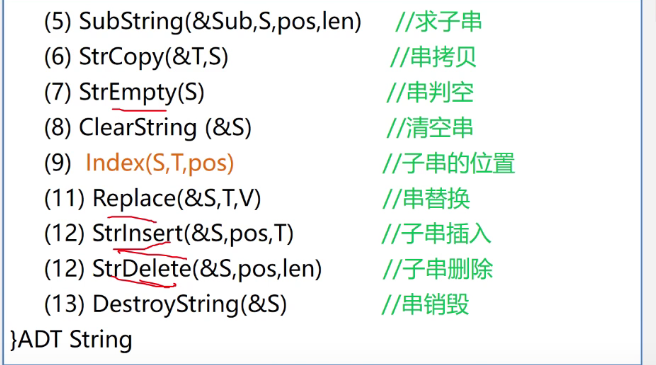 (5) SubString(&Sub,S,pos,len) //求子串
(6) StrCopy(&T,S) //串拷贝
(7) StrEmpty(S) //串判空
(8) ClearString (&S) //清空串
(9) Index(S,T,pos) //子串的位置
(11) Replace(&S,T,V) //串替换
(12) StrInsert(&S,pos,T) //子串插入
(12) StrDelete(&S,pos,len) //子串删除
(13) DestroyString(&S) //串销毁
}ADT String